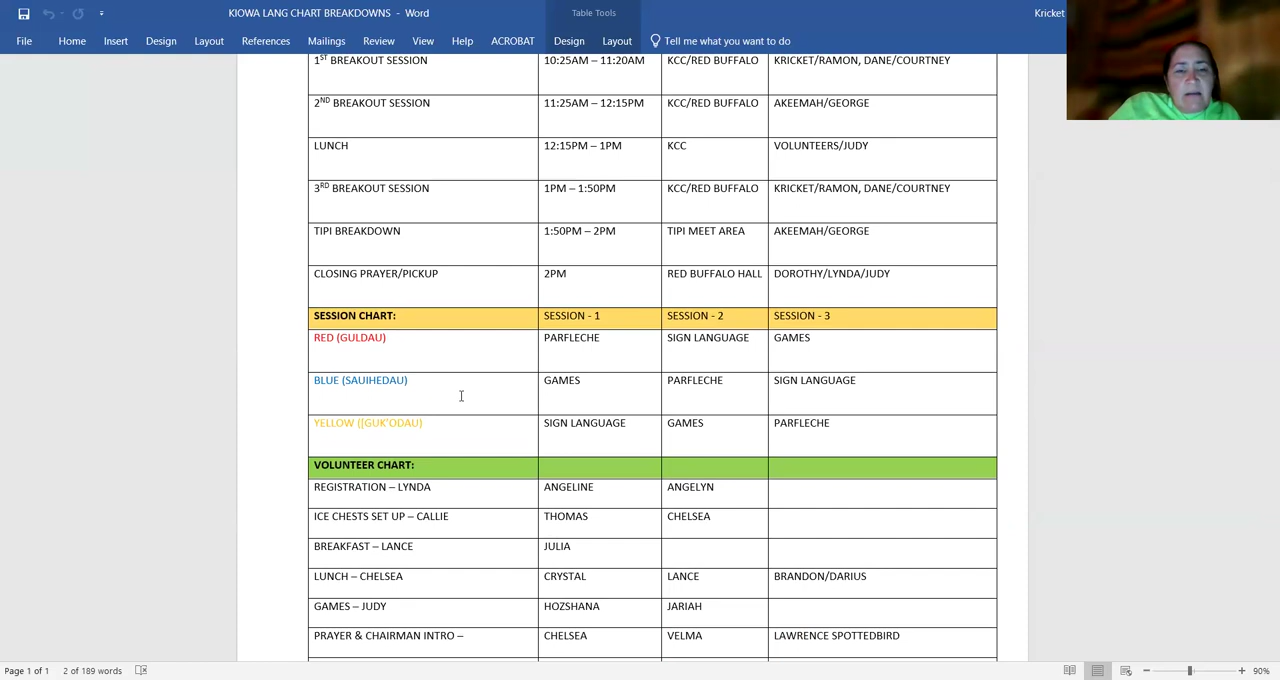 KIOWA LANG CHART BREAKDOWNS - Word
Table Tools
Kricket
File Home Insert Design Layout References Mailings Review View Help ACROBAT Design Layout Tell me what you want to do
1ST BREAKOUT SESSION 10:25AM – 11:20AM KCC/RED BUFFALO KRICKET/RAMON, DANE/COURTNEY
2ND BREAKOUT SESSION 11:25AM – 12:15PM KCC/RED BUFFALO AKEEMAH/GEORGE
LUNCH 12:15PM – 1PM KCC VOLUNTEERS/JUDY
3RD BREAKOUT SESSION 1PM – 1:50PM KCC/RED BUFFALO KRICKET/RAMON, DANE/COURTNEY
TIPI BREAKDOWN 1:50PM – 2PM TIPI MEET AREA AKEEMAH/GEORGE
CLOSING PRAYER/PICKUP 2PM RED BUFFALO HALL DOROTHY/LYNDA/JUDY
SESSION CHART: SESSION - 1 SESSION - 2 SESSION - 3
RED (GULDAU) PARFLECHE SIGN LANGUAGE GAMES
BLUE (SAUIHEDAU) GAMES PARFLECHE SIGN LANGUAGE
YELLOW ([GUK'ODAU) SIGN LANGUAGE GAMES PARFLECHE
VOLUNTEER CHART:
REGISTRATION – LYNDA ANGELINE ANGELYN
ICE CHESTS SET UP – CALLIE THOMAS CHELSEA
BREAKFAST – LANCE JULIA
LUNCH – CHELSEA CRYSTAL LANCE BRANDON/DARIUS
GAMES – JUDY HOZSHANA JARIAH
PRAYER & CHAIRMAN INTRO – CHELSEA VELMA LAWRENCE SPOTTEDBIRD
Page 1 of 1 2 of 189 words 90%